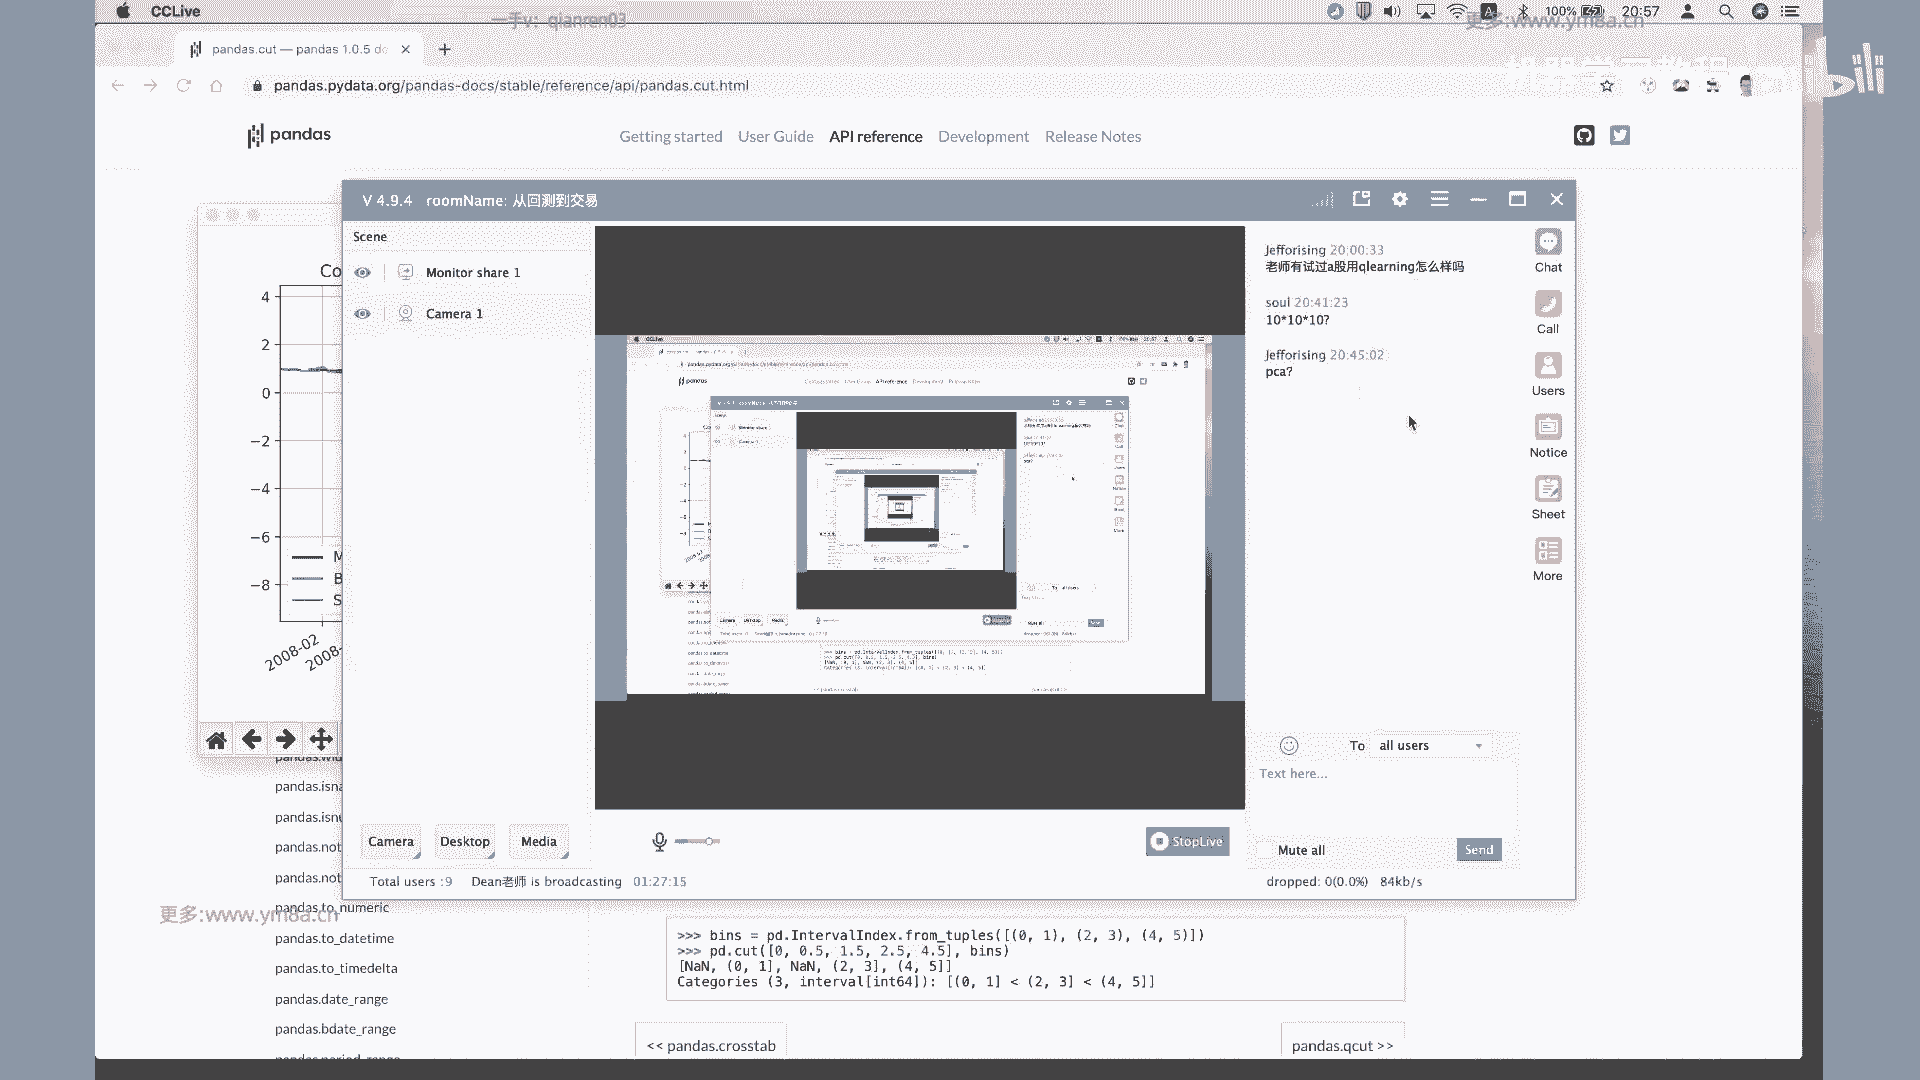 CCLive
100%
20:57
一手v：qianren03
更多:www.ym8a.cn
pandas.cut — pandas 1.0.5 do
pandas.pydata.org/pandas-docs/stable/reference/api/pandas.cut.html
bili
pandas
Getting started
User Guide
API reference
Development
Release Notes
V 4.9.4 roomName: 从回测到交易
Scene
Monitor share 1
Camera 1
Co
4
2
0
−2
−4
−6
−8
M
B
S
2008-02
2008-
Jefforising 20:00:33
老师有试过a股用qlearning怎么样吗
soul 20:41:23
10*10*10?
Jefforising 20:45:02
pca?
Chat
Call
Users
Notice
Sheet
More
To all users
Text here...
Mute all
Send
Camera
Desktop
Media
StopLive
Total users :9 Dean老师 is broadcasting 01:27:15
dropped: 0(0.0%) 84kb/s
pandas.isna
pandas.isnu
pandas.not
pandas.not
pandas.to_numeric
更多:www.ym8a.cn
pandas.to_datetime
pandas.to_timedelta
pandas.date_range
pandas.bdate_range
pandas.period_range
>>> bins = pd.IntervalIndex.from_tuples([(0, 1), (2, 3), (4, 5)])
>>> pd.cut([0, 0.5, 1.5, 2.5, 4.5], bins)
[NaN, (0, 1], NaN, (2, 3], (4, 5]]
Categories (3, interval[int64]): [(0, 1] < (2, 3] < (4, 5]]
<< pandas.crosstab
pandas.qcut >>